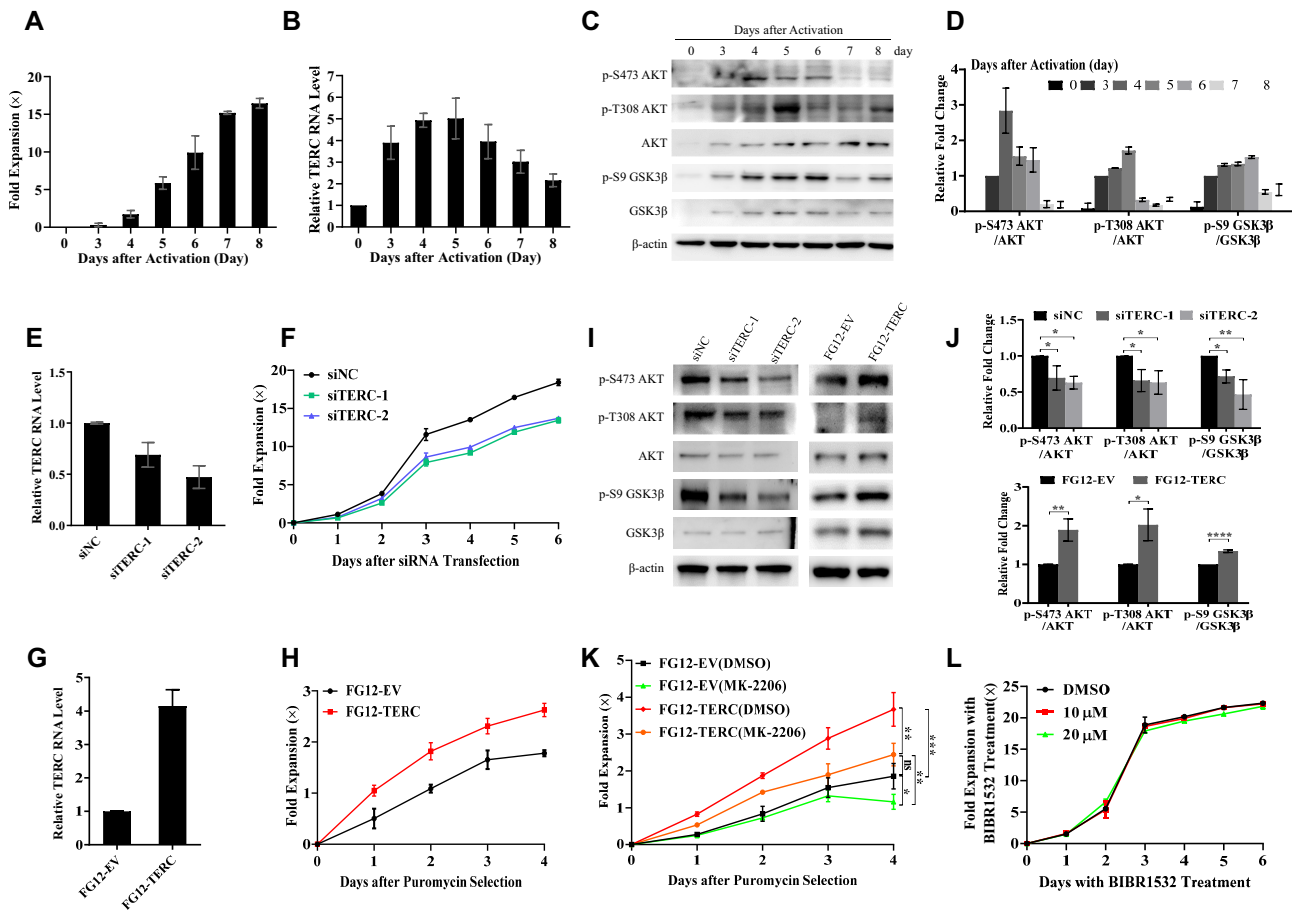 A
Fold Expansion (×)
20
15
10
5
0
0 3 4 5 6 7 8
Days after Activation (Day)
B
Relative TERC RNA Level
7
6
5
4
3
2
1
0
0 3 4 5 6 7 8
Days after Activation (Day)
C
Days after Activation
0 3 4 5 6 7 8 day
p-S473 AKT
p-T308 AKT
AKT
p-S9 GSK3β
GSK3β
β-actin
D
Days after Activation (day)
0 3 4 5 6 7 8
Relative Fold Change
4
3
2
1
0
p-S473 AKT /AKT
p-T308 AKT /AKT
p-S9 GSK3β /GSK3β
E
Relative TERC RNA Level
1.5
1.0
0.5
0.0
siNC
siTERC-1
siTERC-2
F
siNC
siTERC-1
siTERC-2
Fold Expansion (×)
20
15
10
5
0
0 1 2 3 4 5 6
Days after siRNA Transfection
I
siNC
siTERC-1
siTERC-2
FG12-EV
FG12-TERC
p-S473 AKT
p-T308 AKT
AKT
p-S9 GSK3β
GSK3β
β-actin
J
siNC siTERC-1 siTERC-2
Relative Fold Change
1.5
1.0
0.5
0.0
* * * * * **
p-S473 AKT /AKT
p-T308 AKT /AKT
p-S9 GSK3β /GSK3β
FG12-EV FG12-TERC
Relative Fold Change
3
2
1
0
** * ****
p-S473 AKT /AKT
p-T308 AKT /AKT
p-S9 GSK3β /GSK3β
G
Relative TERC RNA Level
5
4
3
2
1
0
FG12-EV
FG12-TERC
H
FG12-EV
FG12-TERC
Fold Expansion (×)
3
2
1
0
0 1 2 3 4
Days after Puromycin Selection
K
FG12-EV(DMSO)
FG12-EV(MK-2206)
FG12-TERC(DMSO)
FG12-TERC(MK-2206)
Fold Expansion (×)
5
4
3
2
1
0
0 1 2 3 4
** *** ns ** *
Days after Puromycin Selection
L
DMSO
10 μM
20 μM
Fold Expansion with
BIBR1532 Treatment(×)
25
20
15
10
5
0
0 1 2 3 4 5 6
Days with BIBR1532 Treatment